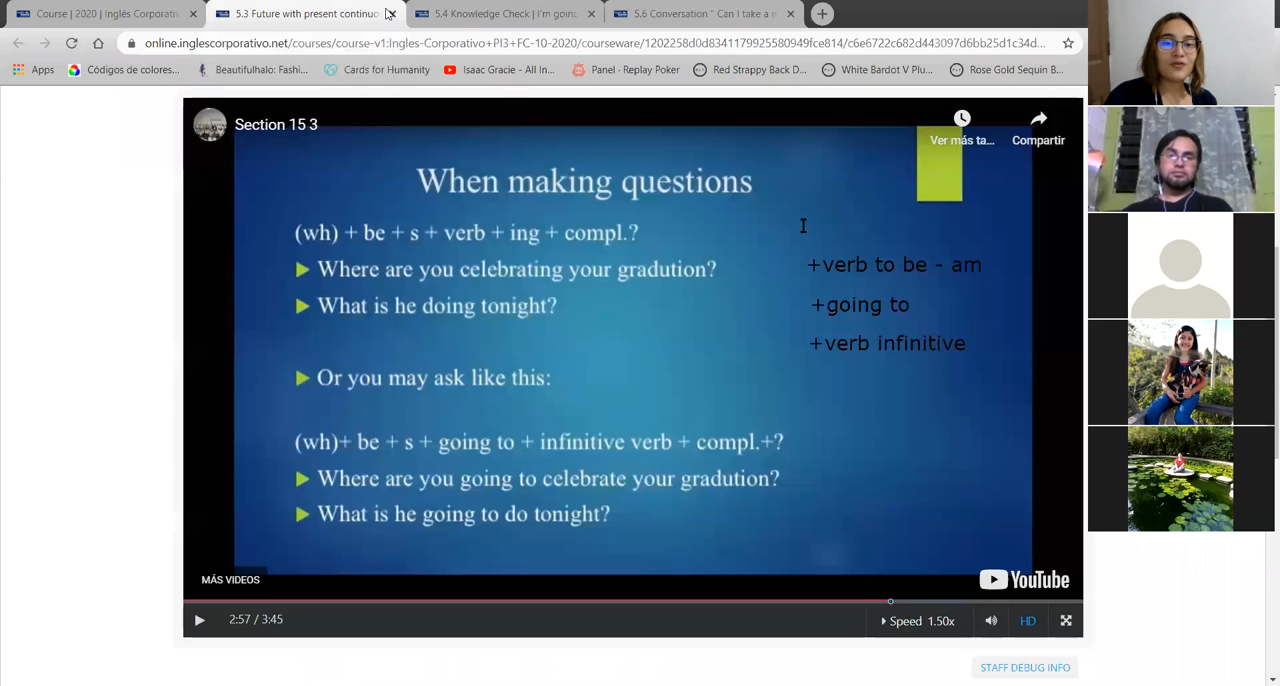 Course | 2020 | Inglés Corporativ
5.3 Future with present continuo
5.4 Knowledge Check | I'm going
5.6 Conversation " Can I take a m
online.inglescorporativo.net/courses/course-v1:Ingles-Corporativo+PI3+FC-10-2020/courseware/1202258d0d8341179925580949fce814/c6e6722c682d443097d6bb25d1c34d...
Apps
Códigos de colores...
Beautifulhalo: Fashi...
Cards for Humanity
Isaac Gracie - All In...
Panel · Replay Poker
Red Strappy Back D...
White Bardot V Plu...
Rose Gold Sequin B...
Section 15 3
Ver más ta...
Compartir
When making questions
(wh) + be + s + verb + ing + compl.?
Where are you celebrating your gradution?
What is he doing tonight?
Or you may ask like this:
(wh)+ be + s + going to + infinitive verb + compl.+?
Where are you going to celebrate your gradution?
What is he going to do tonight?
+verb to be - am
+going to
+verb infinitive
MÁS VIDEOS
YouTube
2:57 / 3:45
Speed 1.50x
HD
STAFF DEBUG INFO